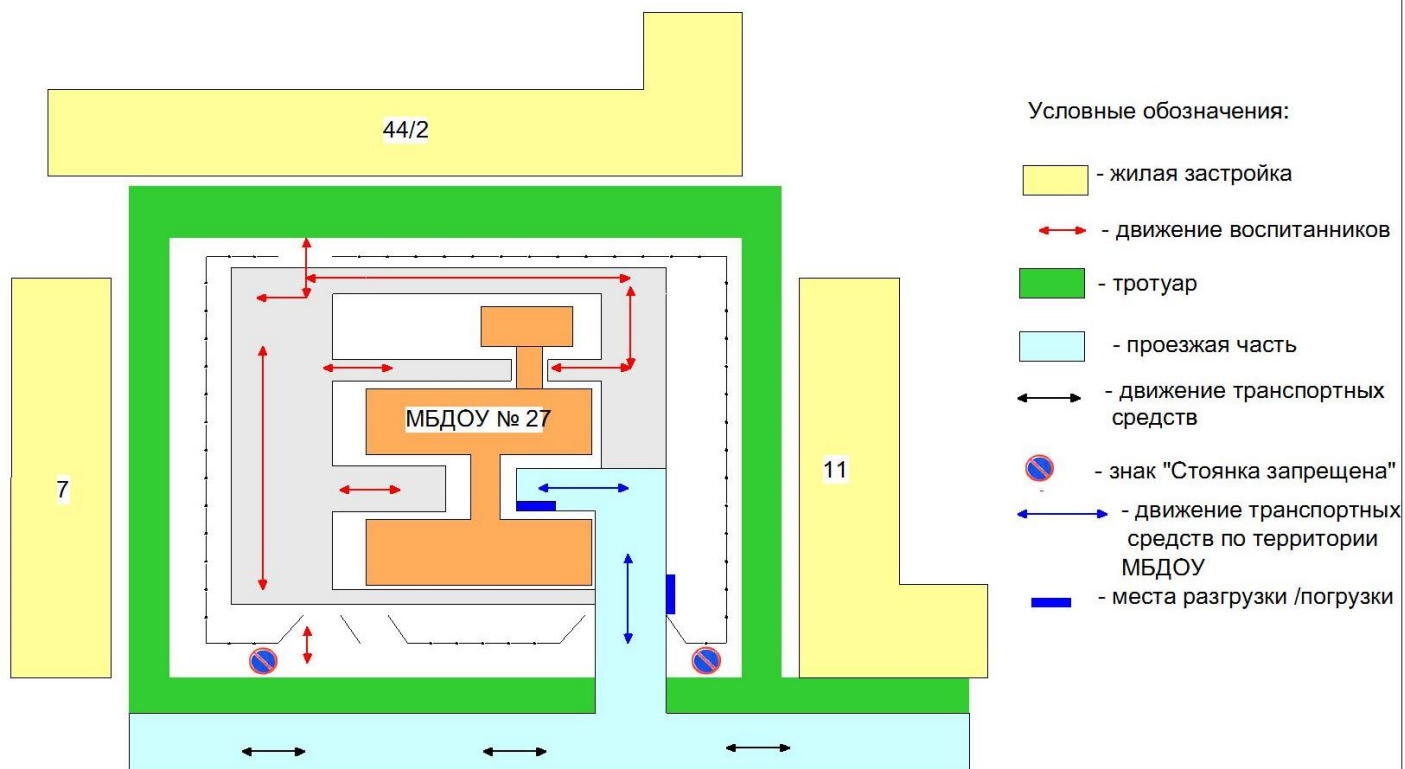 44/2
7
МБДОУ № 27
11
Условные обозначения:
- жилая застройка
- движение воспитанников
- тротуар
- проезжая часть
- движение транспортных
средств
- знак "Стоянка запрещена"
- движение транспортных
средств по территории
МБДОУ
- места разгрузки /погрузки